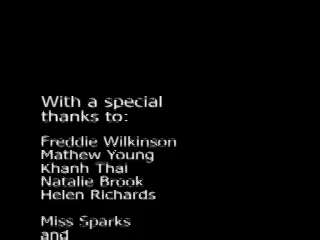 With a special
thanks to:
Freddie Wilkinson
Mathew Young
Khanh Thai
Natalie Brook
Helen Richards
Miss Sparks
and